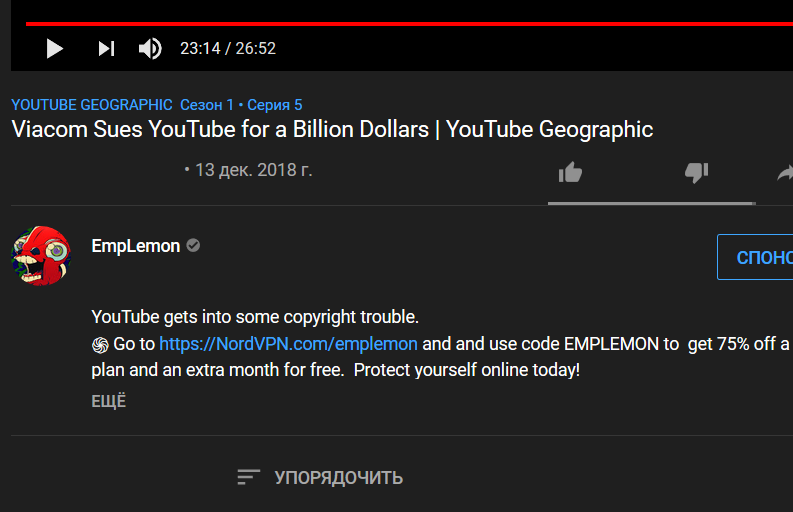 23:14 / 26:52
YOUTUBE GEOGRAPHIC Сезон 1 • Серия 5
Viacom Sues YouTube for a Billion Dollars | YouTube Geographic
• 13 дек. 2018 г.
EmpLemon
СПОНС
YouTube gets into some copyright trouble.
Go to https://NordVPN.com/emplemon and and use code EMPLEMON to get 75% off a
plan and an extra month for free. Protect yourself online today!
ЕЩЁ
УПОРЯДОЧИТЬ